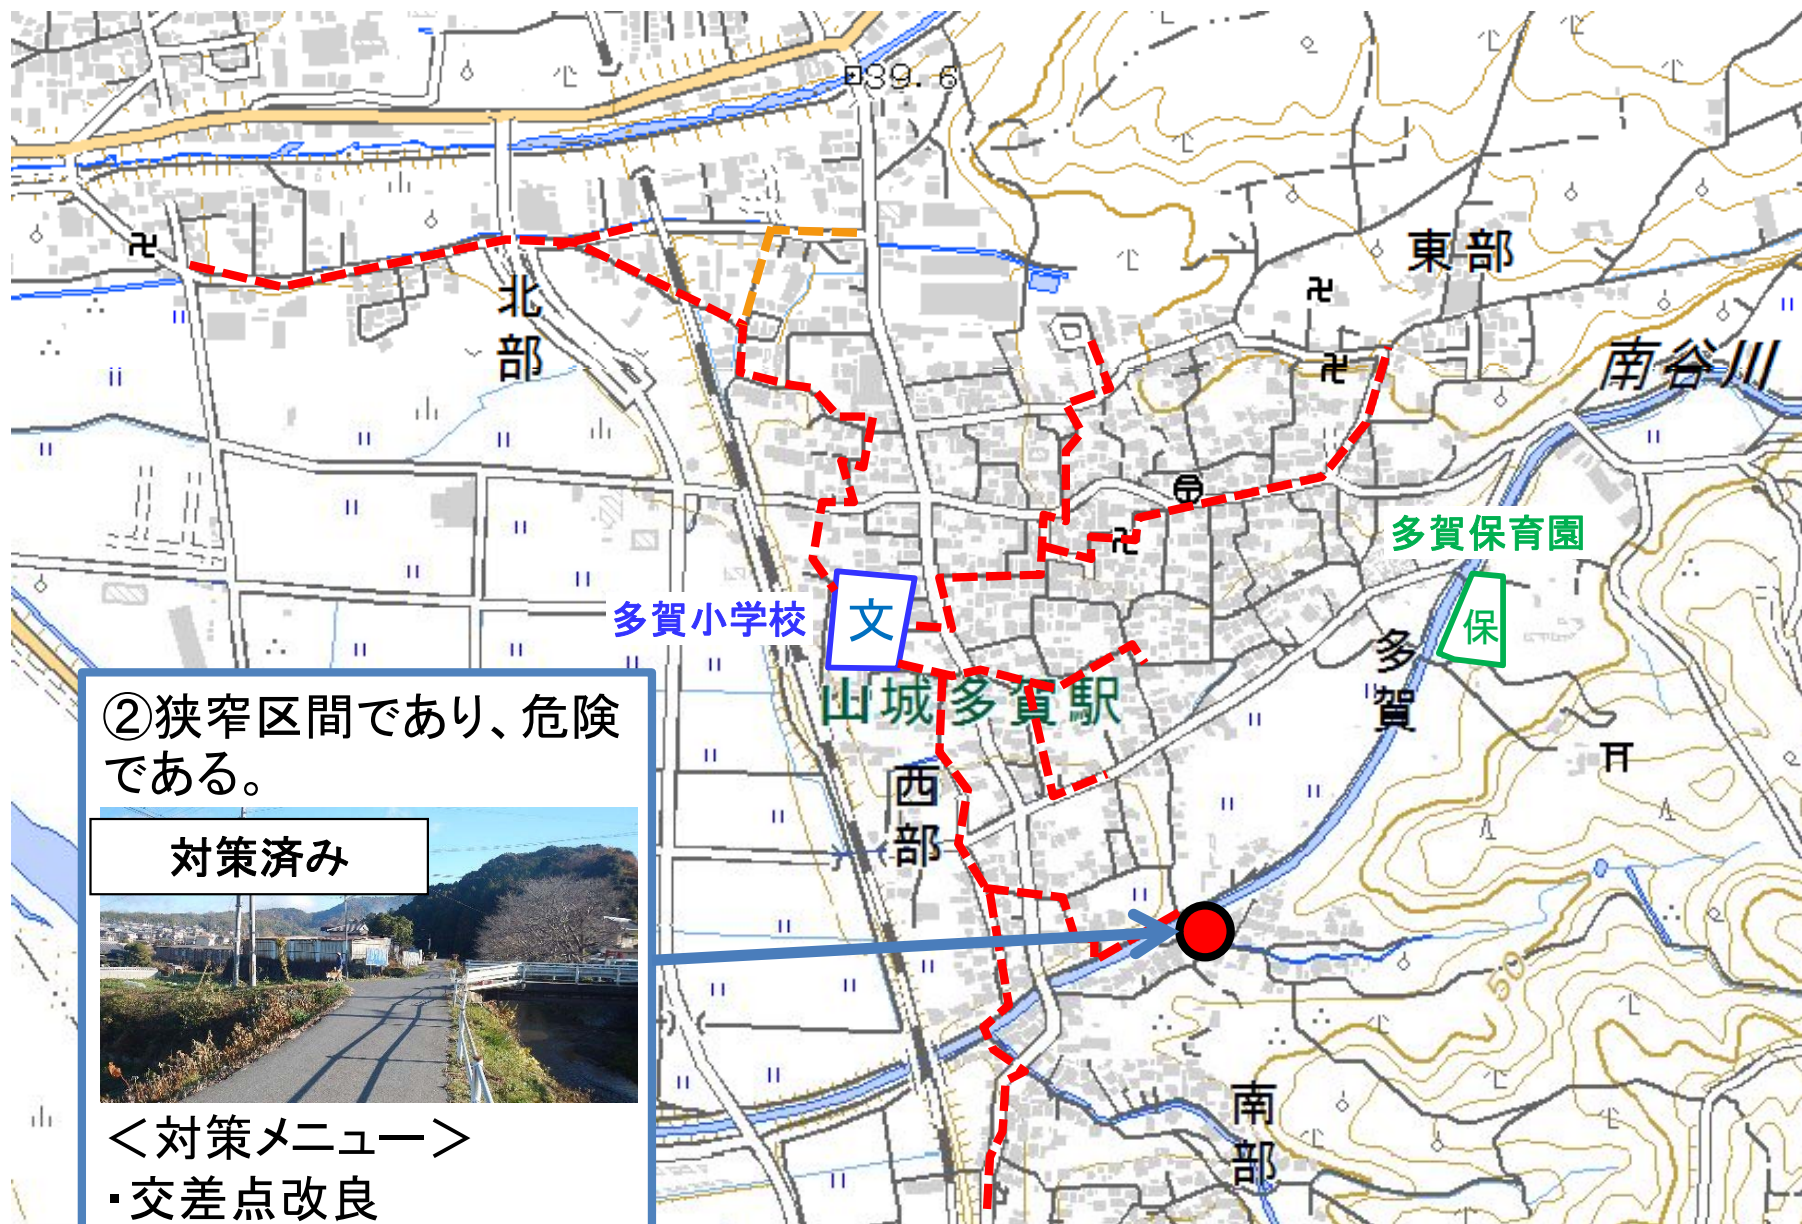 39.6
東部
北部
南谷川
多賀保育園
保
多賀小学校
文
多賀
山城多賀駅
西部
②狭窄区間であり、危険
である。
対策済み
50
南部
＜対策メニュー＞
・交差点改良